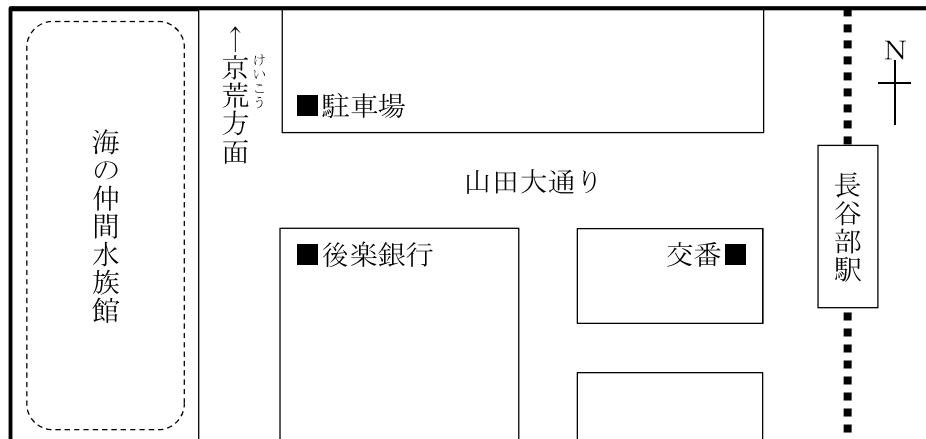 海の仲間水族館
←京荒方面
けいこう
■駐車場
山田大通り
■後楽銀行
交番■
長谷部駅
N